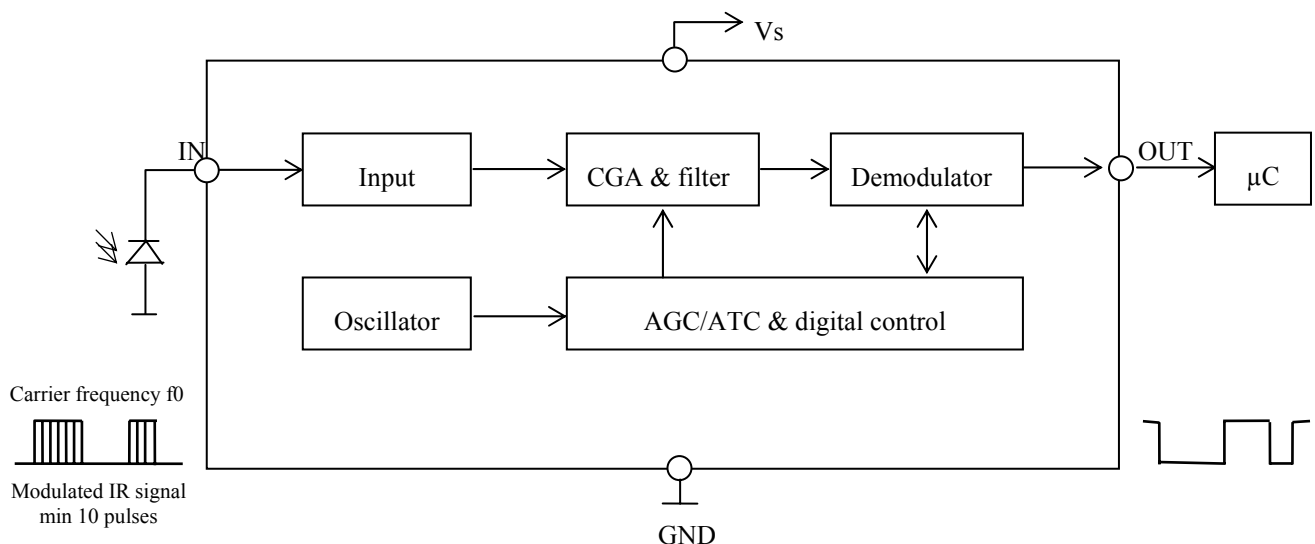 Vs
IN
OUT
Input
CGA & filter
Demodulator
µC
Oscillator
AGC/ATC & digital control
Carrier frequency f0
Modulated IR signal
min 10 pulses
GND